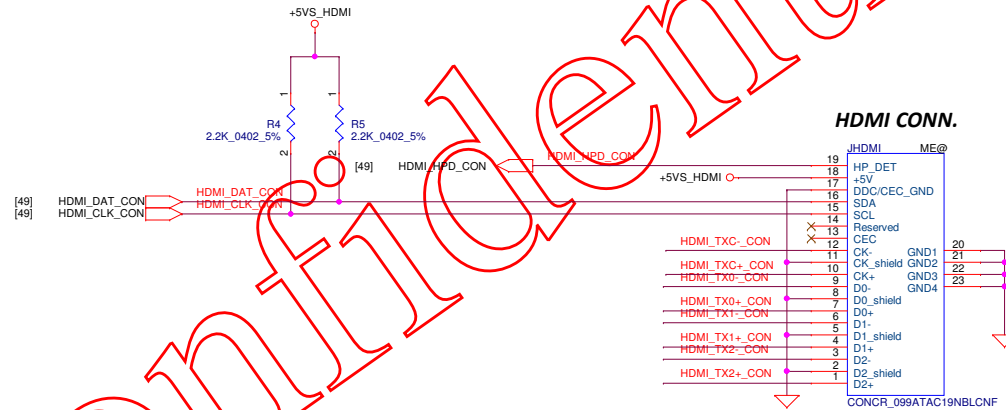 +5VS_HDMI
1
1
R4
2.2K_0402_5%
R5
2.2K_0402_5%
2
2
HDMI CONN.
JHDMI ME@
[49] HDMI_HPD_CON HDMI_HPD_CON 19 HP_DET
+5VS_HDMI 18 +5V
17 DDC/CEC_GND
[49] HDMI_DAT_CON HDMI_DAT_CON 16 SDA
[49] HDMI_CLK_CON HDMI_CLK_CON 15 SCL
14 Reserved
13 CEC
HDMI_TXC-_CON 12 CK- GND1 20
11 CK_shield GND2 21
HDMI_TXC+_CON 10 CK+ GND3 22
HDMI_TX0-_CON 9 D0- GND4 23
8 D0_shield
HDMI_TX0+_CON 7 D0+
HDMI_TX1-_CON 6 D1-
5 D1_shield
HDMI_TX1+_CON 4 D1+
HDMI_TX2-_CON 3 D2-
2 D2_shield
HDMI_TX2+_CON 1 D2+
CONCR_099ATAC19NBLCNF
onfidenti